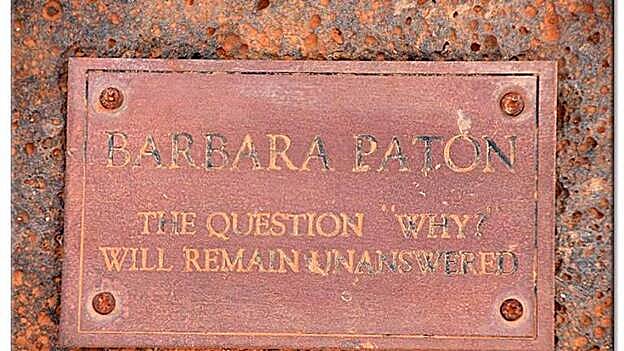 BARBARA PATON
THE QUESTION "WHY?"
WILL REMAIN UNANSWERED